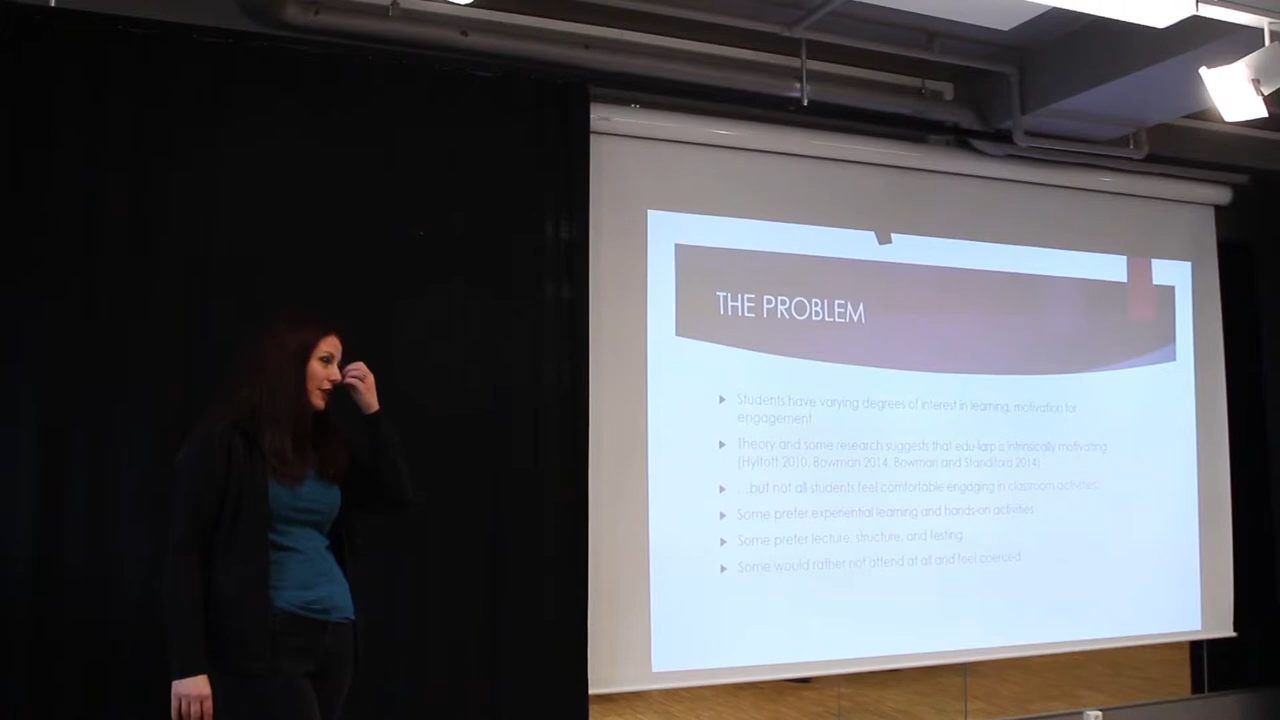 THE PROBLEM
Students have varying degrees of interest in learning, motivation for
engagement
Theory and some research suggests that edu-larp is intrinsically motivating
(Hyltoft 2010, Bowman 2014, Bowman and Standiford 2014)
…but not all students feel comfortable engaging in classroom activities.
Some prefer experiential learning and hands-on activities
Some prefer lecture, structure, and testing
Some would rather not attend at all and feel coerced